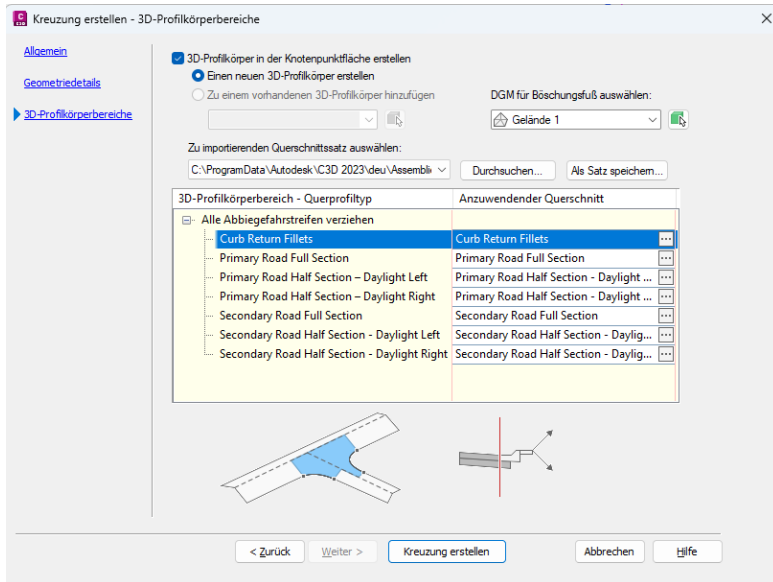 Kreuzung erstellen - 3D-Profilkörperbereiche
Allgemein
Geometriedetails
3D-Profilkörperbereiche
3D-Profilkörper in der Knotenpunktfläche erstellen
Einen neuen 3D-Profilkörper erstellen
Zu einem vorhandenen 3D-Profilkörper hinzufügen
DGM für Böschungsfuß auswählen:
Gelände 1
Zu importierenden Querschnittssatz auswählen:
C:\ProgramData\Autodesk\C3D 2023\deu\Assemblie
Durchsuchen...
Als Satz speichern...
3D-Profilkörperbereich - Querprofiltyp Anzuwendender Querschnitt
Alle Abbiegefahrstreifen verziehen
Curb Return Fillets Curb Return Fillets ...
Primary Road Full Section Primary Road Full Section ...
Primary Road Half Section – Daylight Left Primary Road Half Section - Daylight ... ...
Primary Road Half Section – Daylight Right Primary Road Half Section - Daylight ... ...
Secondary Road Full Section Secondary Road Full Section ...
Secondary Road Half Section - Daylight Left Secondary Road Half Section - Daylig... ...
Secondary Road Half Section - Daylight Right Secondary Road Half Section - Daylig... ...
< Zurück Weiter > Kreuzung erstellen Abbrechen Hilfe